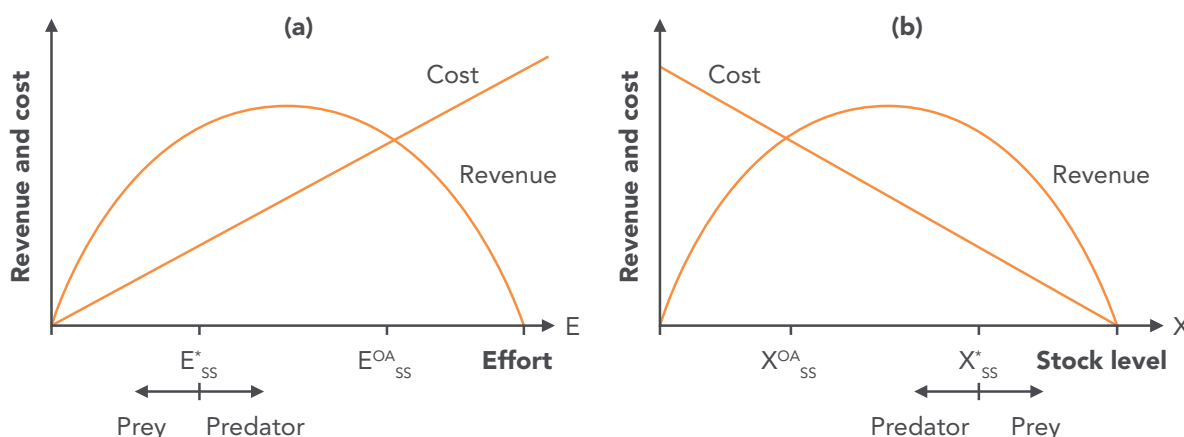 (a)
Revenue and cost
Cost
Revenue
E
E*SS
EOASS
Effort
Prey
Predator
(b)
Revenue and cost
Cost
Revenue
X
XOASS
X*SS
Stock level
Predator
Prey